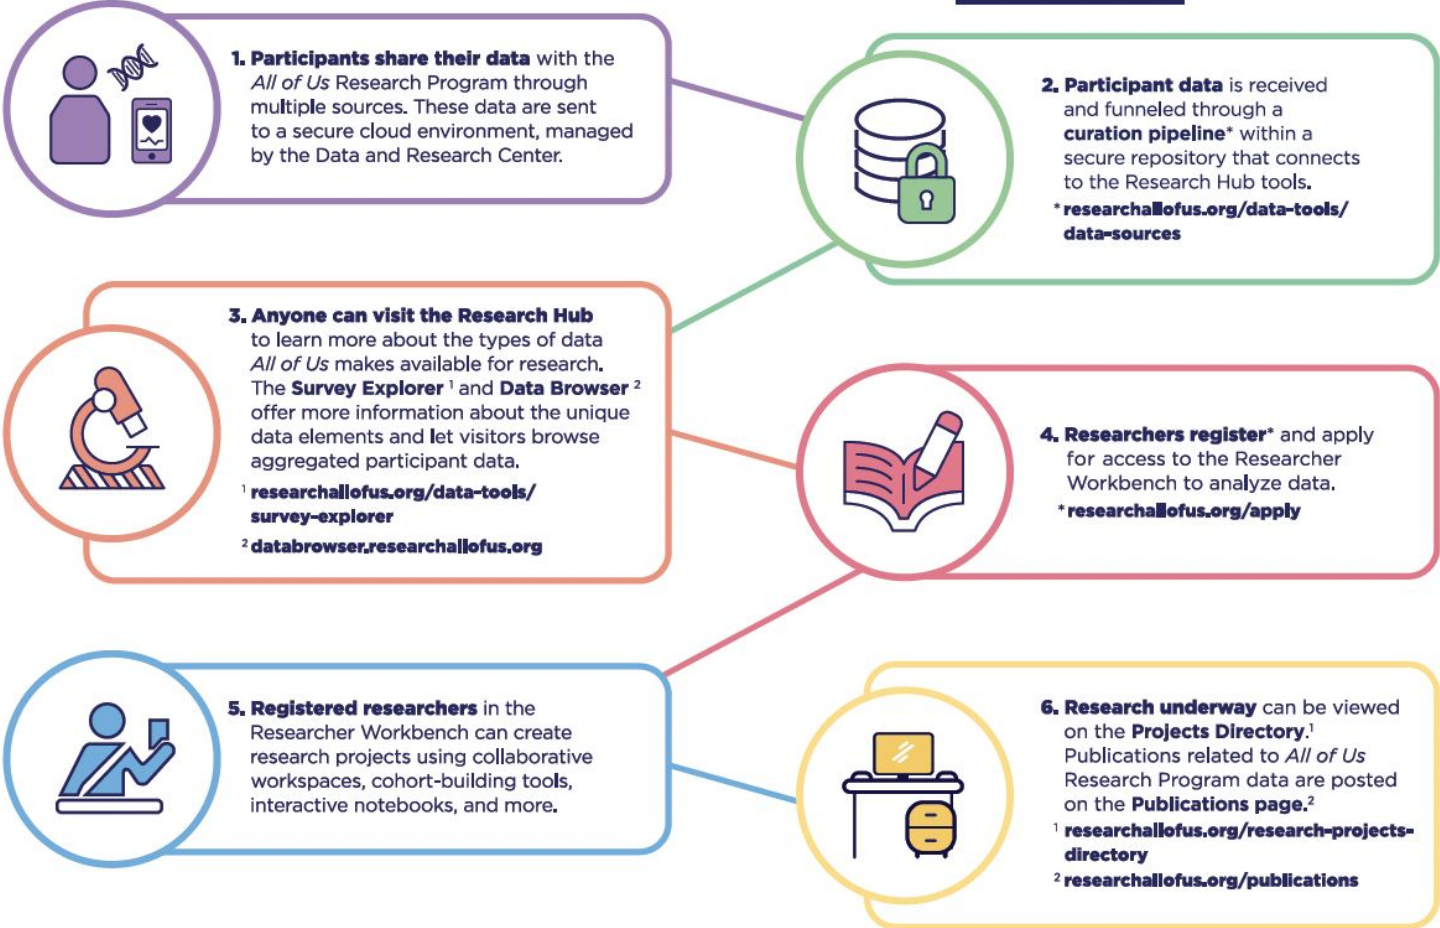 1. Participants share their data with the
All of Us Research Program through
multiple sources. These data are sent
to a secure cloud environment, managed
by the Data and Research Center.
2. Participant data is received
and funneled through a
curation pipeline* within a
secure repository that connects
to the Research Hub tools.
* researchallofus.org/data-tools/
data-sources
3. Anyone can visit the Research Hub
to learn more about the types of data
All of Us makes available for research.
The Survey Explorer ¹ and Data Browser ²
offer more information about the unique
data elements and let visitors browse
aggregated participant data.
¹ researchallofus.org/data-tools/
survey-explorer
² databrowser.researchallofus.org
4. Researchers register* and apply
for access to the Researcher
Workbench to analyze data.
* researchallofus.org/apply
5. Registered researchers in the
Researcher Workbench can create
research projects using collaborative
workspaces, cohort-building tools,
interactive notebooks, and more.
6. Research underway can be viewed
on the Projects Directory.¹
Publications related to All of Us
Research Program data are posted
on the Publications page.²
¹ researchallofus.org/research-projects-
directory
² researchallofus.org/publications